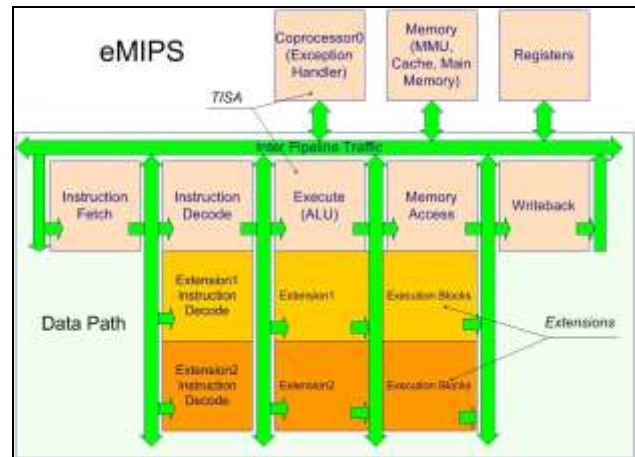 eMIPS
Coprocessor0
(Exception
Handler)
Memory
(MMU,
Cache, Main
Memory)
Registers
TISA
Inter Pipeline Traffic
Instruction
Fetch
Instruction
Decode
Execute
(ALU)
Memory
Access
Writeback
Data Path
Extension1
Instruction
Decode
Extension1
Execution Blocks
Extensions
Extension2
Instruction
Decode
Extension2
Execution Blocks